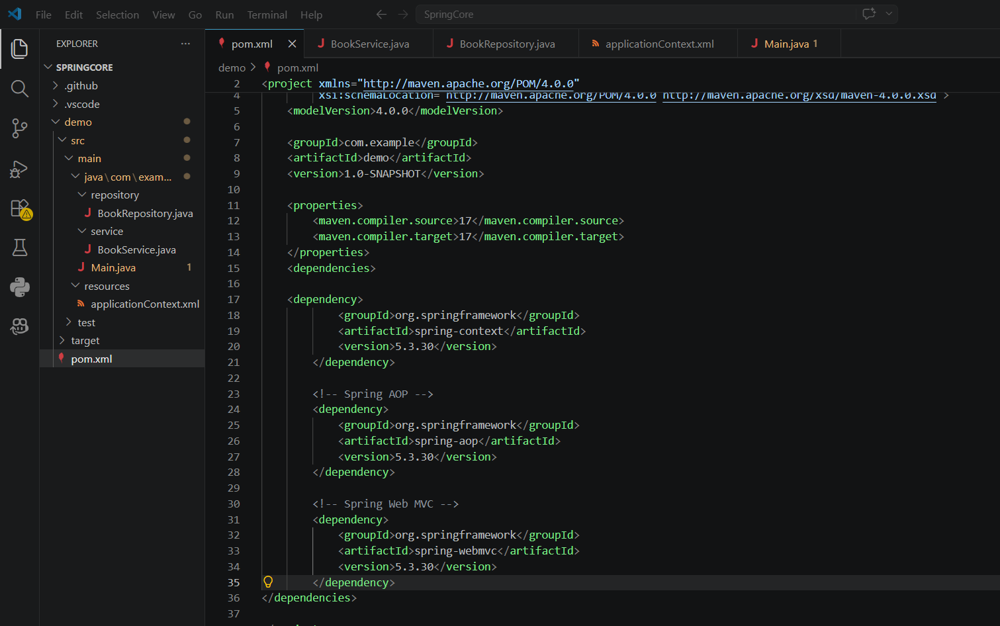 File Edit Selection View Go Run Terminal Help
SpringCore
EXPLORER
SPRINGCORE
.github
.vscode
demo
src
main
java\com\exam...
repository
BookRepository.java
service
BookService.java
Main.java 1
resources
applicationContext.xml
test
target
pom.xml
pom.xml BookService.java BookRepository.java applicationContext.xml Main.java 1
demo > pom.xml
2 <project xmlns="http://maven.apache.org/POM/4.0.0"
4 xsi:schemaLocation="http://maven.apache.org/POM/4.0.0 http://maven.apache.org/xsd/maven-4.0.0.xsd">
5 <modelVersion>4.0.0</modelVersion>
6
7 <groupId>com.example</groupId>
8 <artifactId>demo</artifactId>
9 <version>1.0-SNAPSHOT</version>
10
11 <properties>
12 <maven.compiler.source>17</maven.compiler.source>
13 <maven.compiler.target>17</maven.compiler.target>
14 </properties>
15 <dependencies>
16
17 <dependency>
18 <groupId>org.springframework</groupId>
19 <artifactId>spring-context</artifactId>
20 <version>5.3.30</version>
21 </dependency>
22
23 <!-- Spring AOP -->
24 <dependency>
25 <groupId>org.springframework</groupId>
26 <artifactId>spring-aop</artifactId>
27 <version>5.3.30</version>
28 </dependency>
29
30 <!-- Spring Web MVC -->
31 <dependency>
32 <groupId>org.springframework</groupId>
33 <artifactId>spring-webmvc</artifactId>
34 <version>5.3.30</version>
35 </dependency>
36 </dependencies>
37